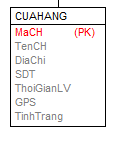 CUAHANG
MaCH (PK)
TenCH
DiaChi
SDT
ThoiGianLV
GPS
TinhTrang